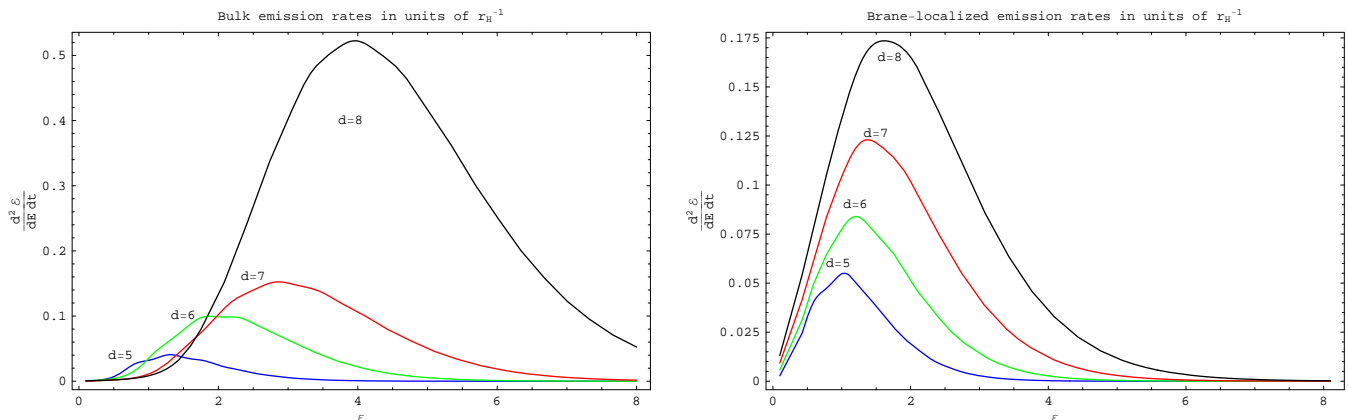 Bulk emission rates in units of r_H^-1
d² ℰ
dE dt
0.5
0.4
0.3
0.2
0.1
0
d=8
d=7
d=6
d=5
0 2 4 6 8
ℰ
Brane-localized emission rates in units of r_H^-1
d² ℰ
dE dt
0.175
0.15
0.125
0.1
0.075
0.05
0.025
0
d=8
d=7
d=6
d=5
0 2 4 6 8